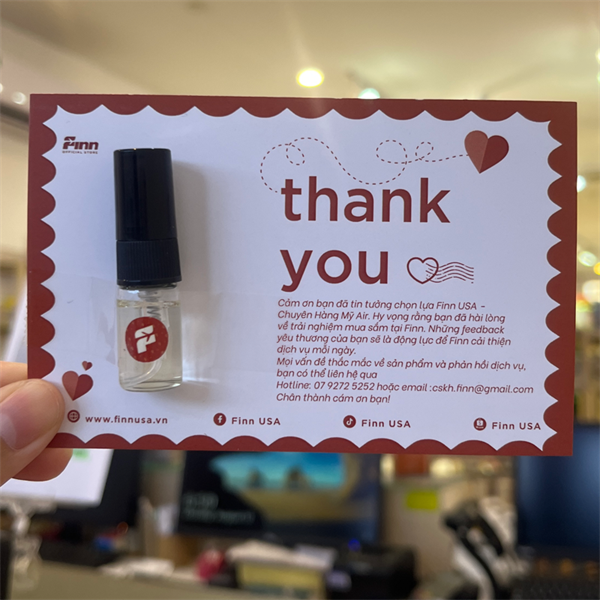 Finn
OFFICIAL STORE
thank
you
Cảm ơn bạn đã tin tưởng chọn lựa Finn USA -
Chuyên Hàng Mỹ Air. Hy vọng rằng bạn đã hài lòng
về trải nghiệm mua sắm tại Finn. Những feedback
yêu thương của bạn sẽ là động lực để Finn cải thiện
dịch vụ mỗi ngày.
Mọi vấn đề thắc mắc về sản phẩm và phản hồi dịch vụ,
bạn có thể liên hệ qua
Hotline: 07 9272 5252 hoặc email :cskh.finn@gmail.com
Chân thành cảm ơn bạn!
www.finnusa.vn
Finn USA
Finn USA
Finn USA